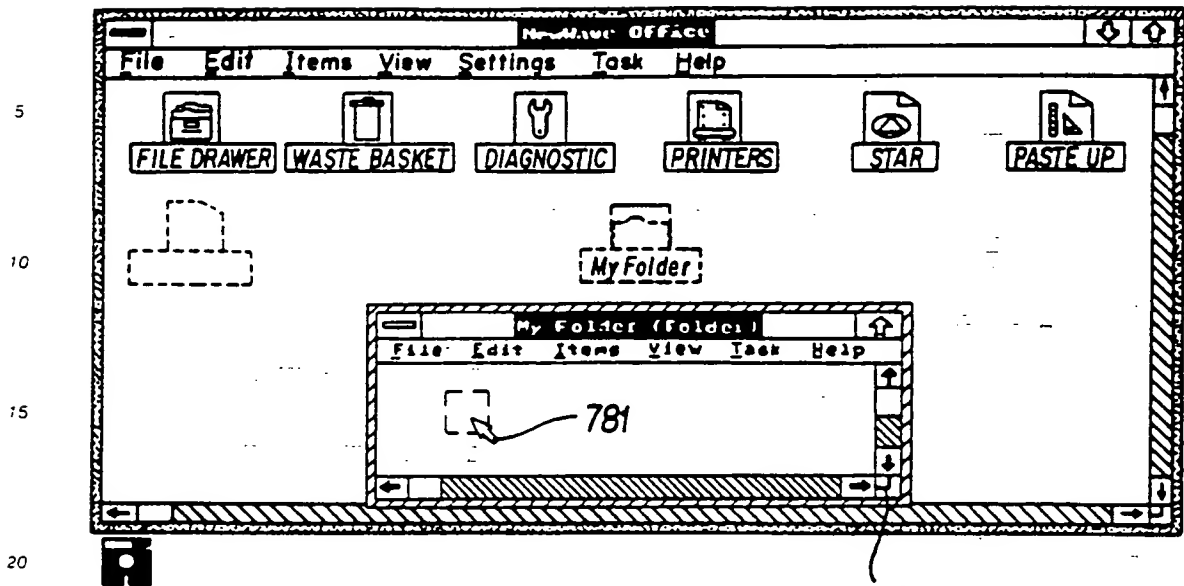 NewWave Office
File Edit Items View Settings Task Help
5
FILE DRAWER WASTE BASKET DIAGNOSTIC PRINTERS STAR PASTE UP
10
My Folder
My Folder (Folder)
File Edit Items View Task Help
15
781
20